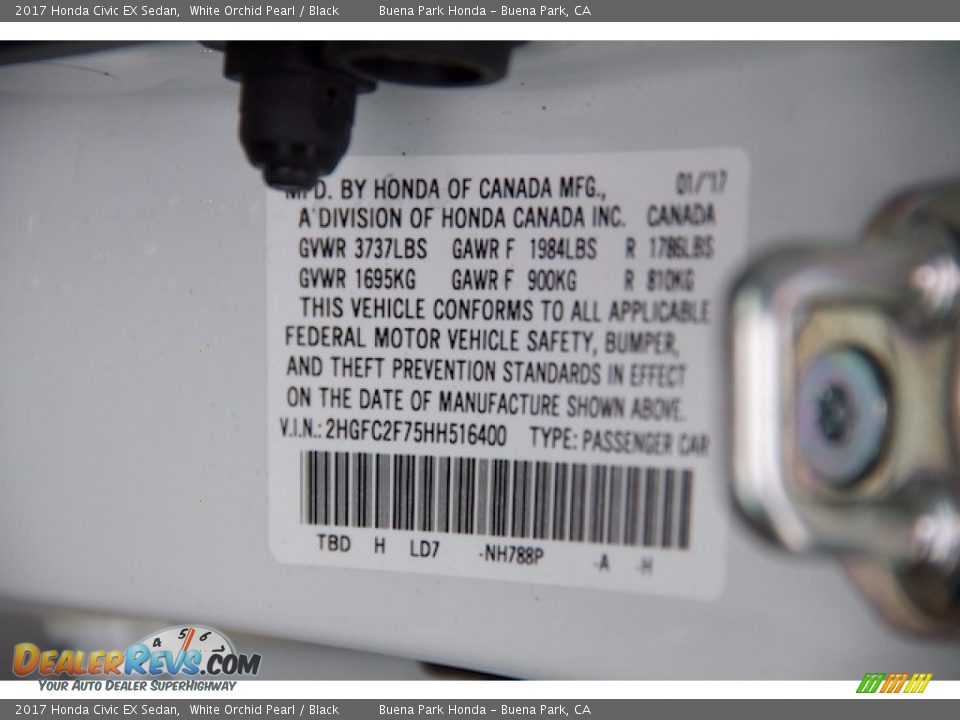 2017 Honda Civic EX Sedan, White Orchid Pearl / Black Buena Park Honda - Buena Park, CA
MFD. BY HONDA OF CANADA MFG., 01/'17
A DIVISION OF HONDA CANADA INC. CANADA
GVWR 3737LBS GAWR F 1984LBS R 1786LBS
GVWR 1695KG GAWR F 900KG R 810KG
THIS VEHICLE CONFORMS TO ALL APPLICABLE
FEDERAL MOTOR VEHICLE SAFETY, BUMPER,
AND THEFT PREVENTION STANDARDS IN EFFECT
ON THE DATE OF MANUFACTURE SHOWN ABOVE.
V.I.N.: 2HGFC2F75HH516400 TYPE: PASSENGER CAR
TBD H LD7 -NH788P -A -H
4 5 6 7
DEALERREVS.COM
YOUR AUTO DEALER SUPERHIGHWAY
2017 Honda Civic EX Sedan, White Orchid Pearl / Black Buena Park Honda - Buena Park, CA